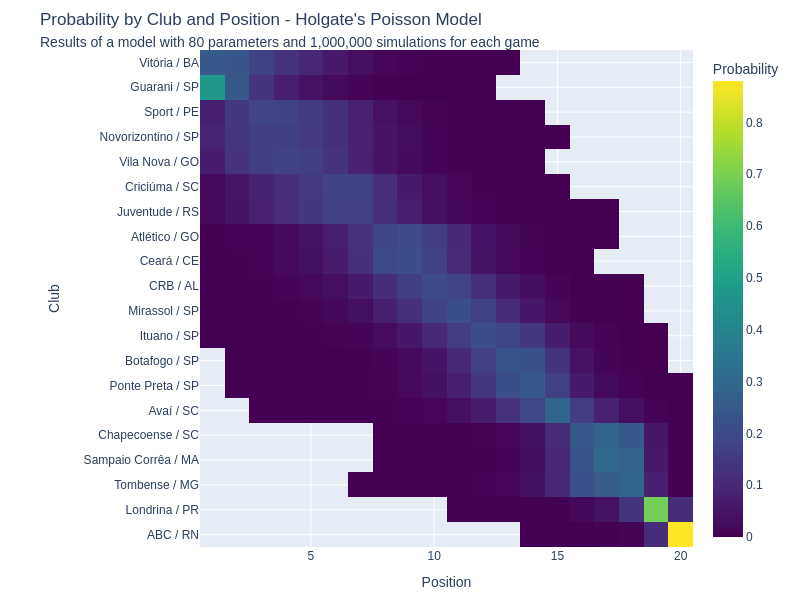 Probability by Club and Position - Holgate's Poisson Model
Results of a model with 80 parameters and 1,000,000 simulations for each game
Probability
Club
Vitória / BA
Guarani / SP
Sport / PE
Novorizontino / SP
Vila Nova / GO
Criciúma / SC
Juventude / RS
Atlético / GO
Ceará / CE
CRB / AL
Mirassol / SP
Ituano / SP
Botafogo / SP
Ponte Preta / SP
Avaí / SC
Chapecoense / SC
Sampaio Corrêa / MA
Tombense / MG
Londrina / PR
ABC / RN
0.8
0.7
0.6
0.5
0.4
0.3
0.2
0.1
0
5 10 15 20
Position